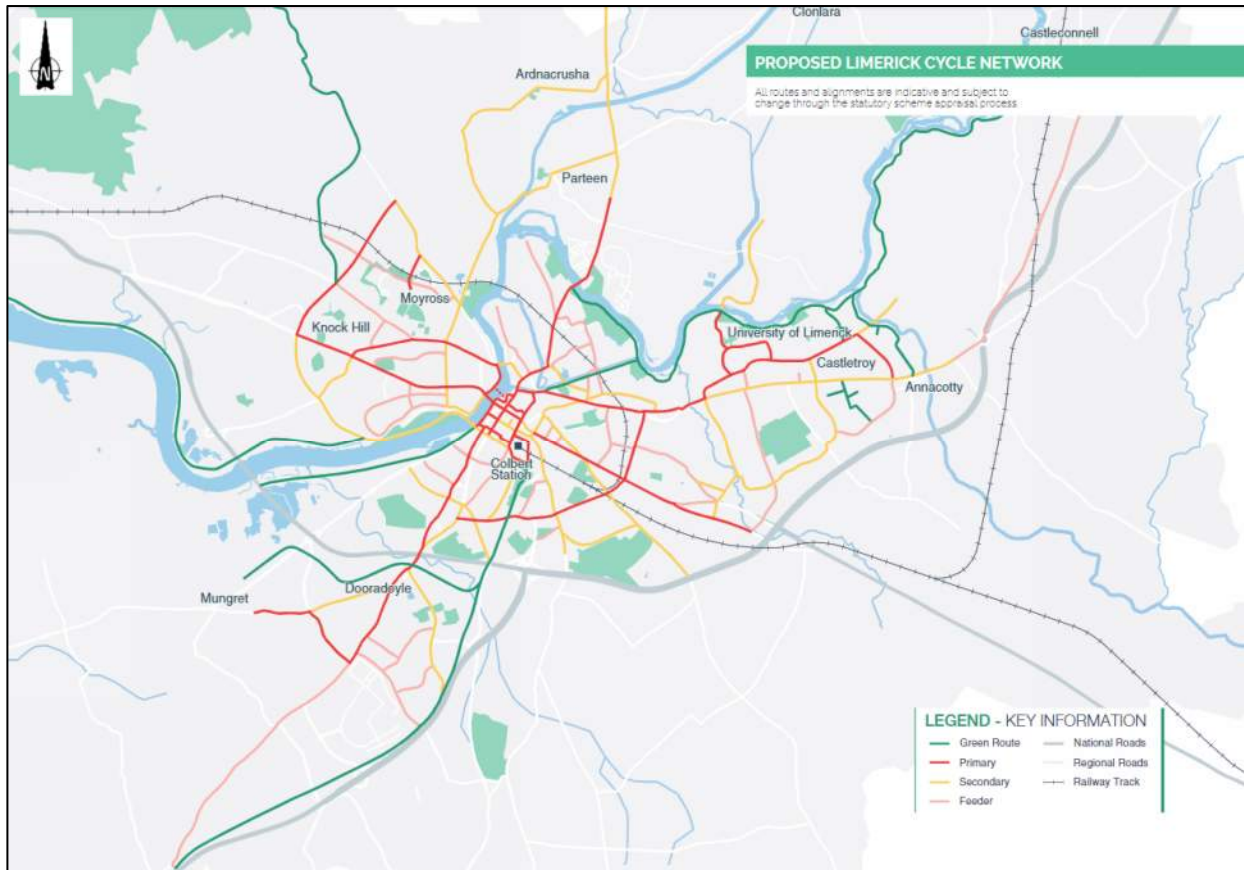 Clonlara
Castleconnell
N
PROPOSED LIMERICK CYCLE NETWORK
All routes and alignments are indicative and subject to
change through the statutory scheme appraisal process
Ardnacrusha
Parteen
Moyross
Knock Hill
University of Limerick
Castletroy
Annacotty
Colbert
Station
Dooradoyle
Mungret
LEGEND - KEY INFORMATION
Green Route
National Roads
Primary
Regional Roads
Secondary
Railway Track
Feeder